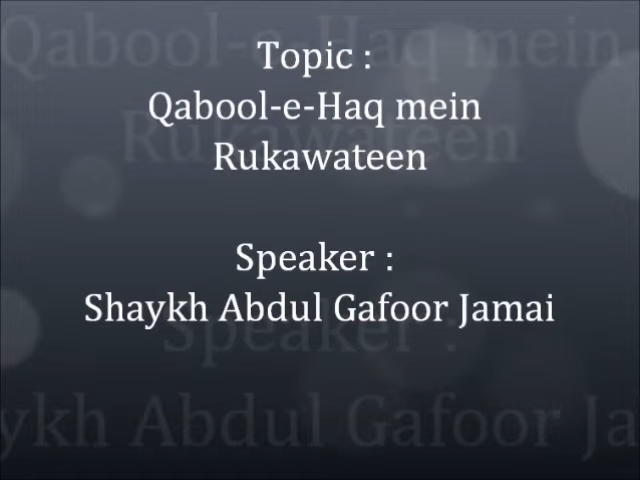 Topic :
Qabool-e-Haq mein
Rukawateen
Speaker :
Shaykh Abdul Gafoor Jamai